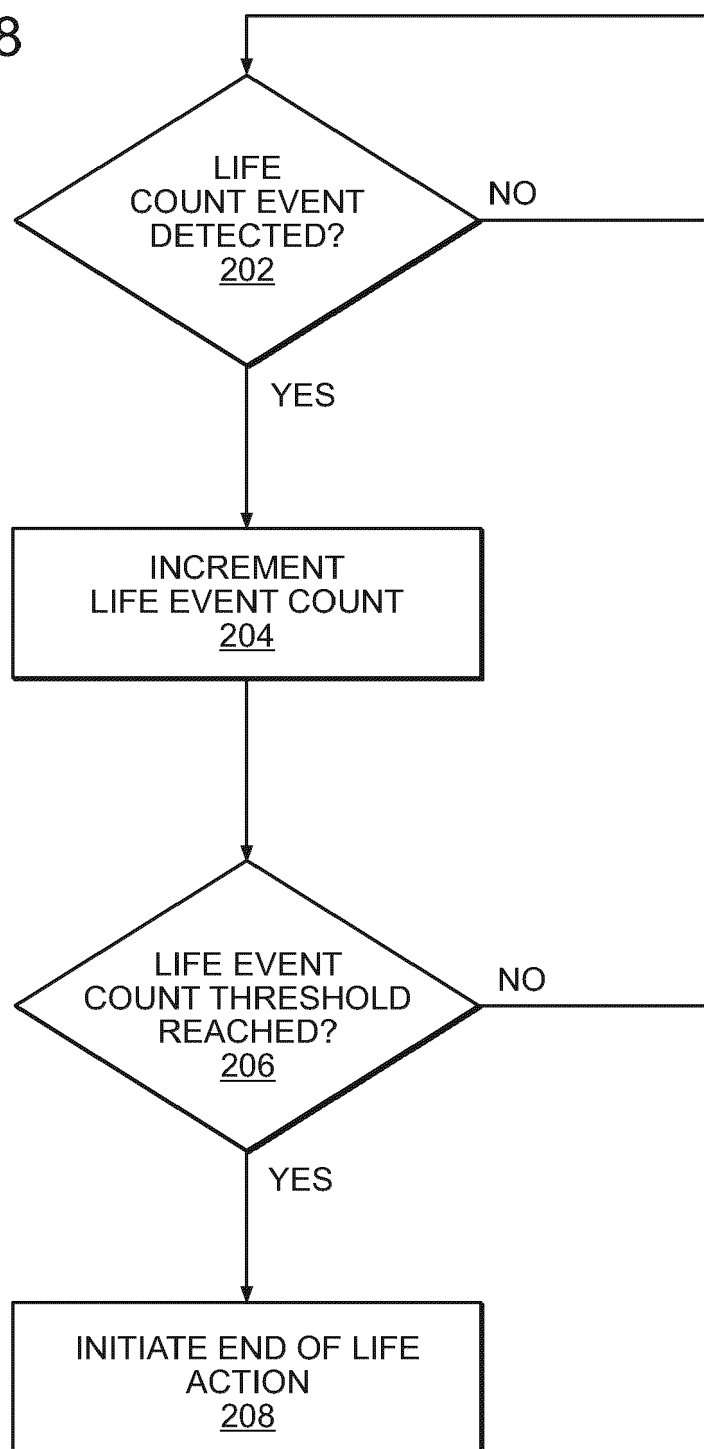 8
LIFE
COUNT EVENT
DETECTED?
202
NO
YES
INCREMENT
LIFE EVENT COUNT
204
LIFE EVENT
COUNT THRESHOLD
REACHED?
206
NO
YES
INITIATE END OF LIFE
ACTION
208